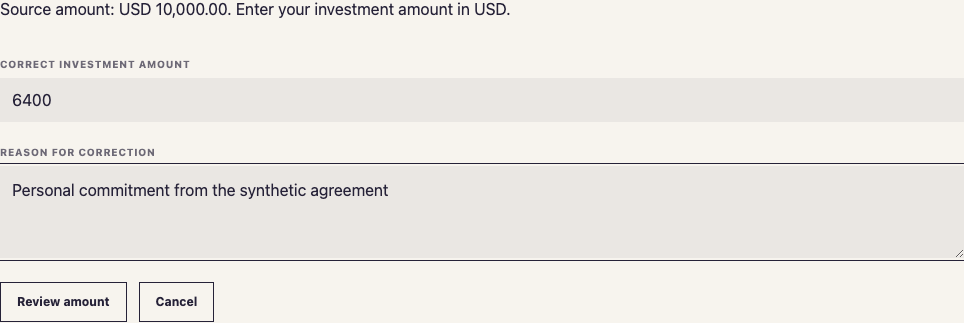 Source amount: USD 10,000.00. Enter your investment amount in USD.
CORRECT INVESTMENT AMOUNT
6400
REASON FOR CORRECTION
Personal commitment from the synthetic agreement
Review amount
Cancel